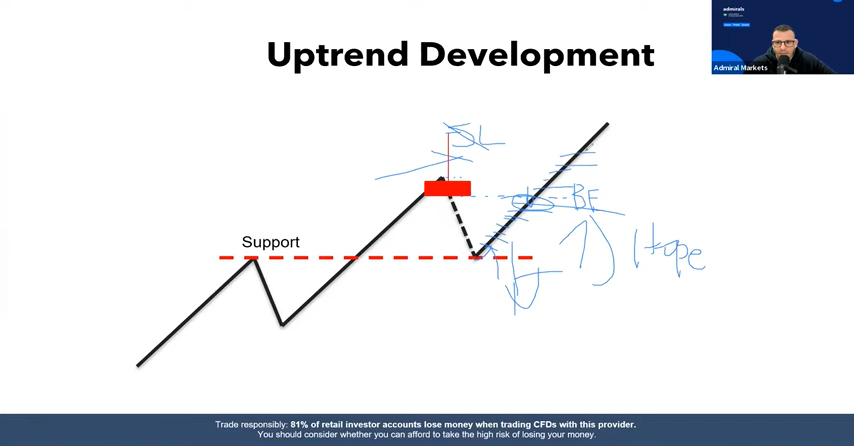 admirals
Uptrend Development
Admiral Markets
SL
BE
Support
Hope
Trade responsibly: 81% of retail investor accounts lose money when trading CFDs with this provider.
You should consider whether you can afford to take the high risk of losing your money.